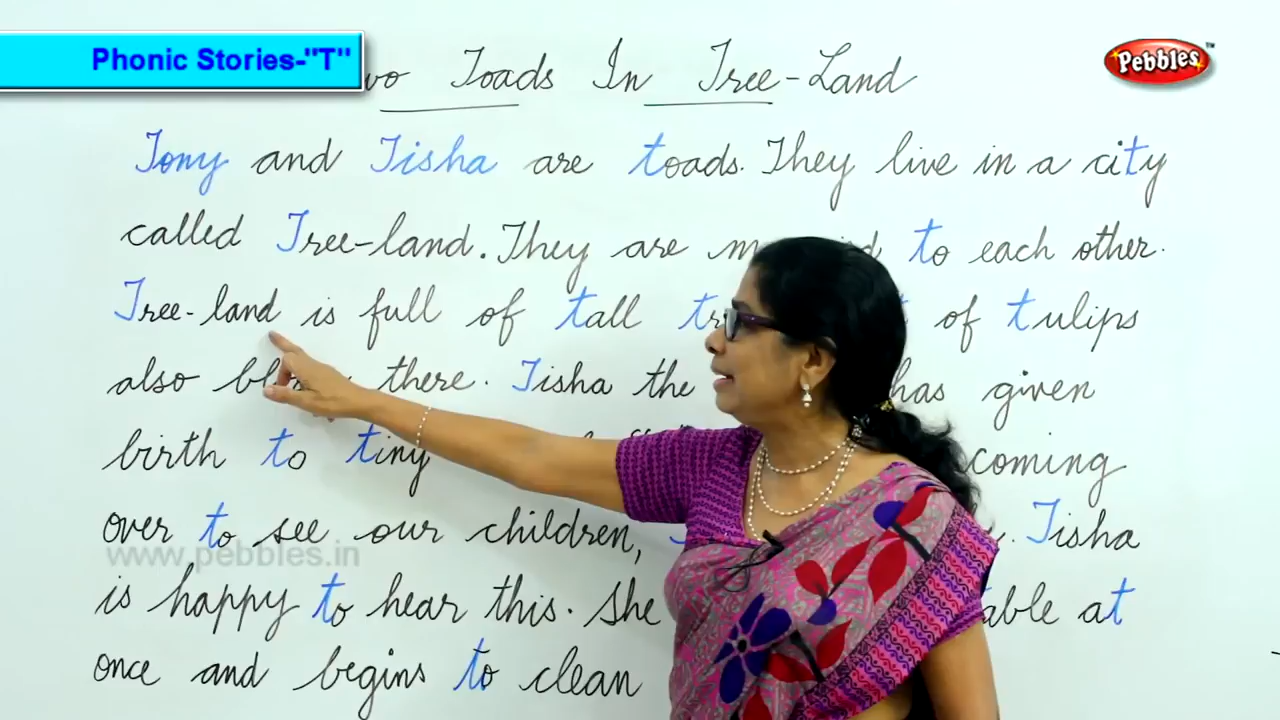 Phonic Stories-"T"
Pebbles TM
Toads In Tree-Land
Tony and Tisha are toads. They live in a city
called Tree-land. They are to each other.
Tree-land is full of tall of tulips
also there. Tisha the has given
birth to tiny coming
over to see our children, Tisha
www.pebbles.in
is happy to hear this. She at
once and begins to clean